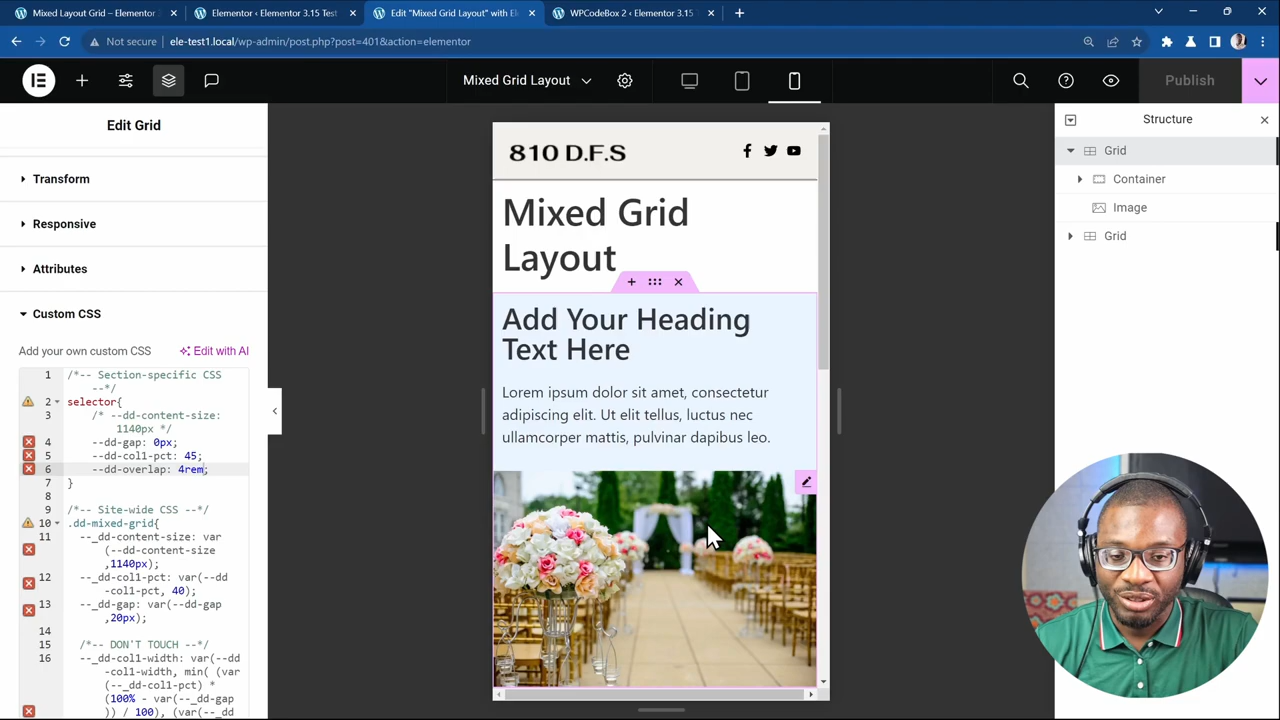 Mixed Layout Grid – Elementor 3
Elementor ‹ Elementor 3.15 Test
Edit "Mixed Grid Layout" with El
WPCodeBox 2 ‹ Elementor 3.15 T
Not secure
ele-test1.local/wp-admin/post.php?post=401&action=elementor
Mixed Grid Layout
Publish
Edit Grid
Transform
Responsive
Attributes
Custom CSS
Add your own custom CSS
Edit with AI
1 /*-- Section-specific CSS
--*/
2 selector{
3 /* --dd-content-size:
1140px */
4 --dd-gap: 0px;
5 --dd-col1-pct: 45;
6 --dd-overlap: 4rem;
7 }
8
9 /*-- Site-wide CSS --*/
10 .dd-mixed-grid{
11 --_dd-content-size: var
(--dd-content-size
,1140px);
12 --_dd-col1-pct: var(--dd
-col1-pct, 40);
13 --_dd-gap: var(--dd-gap
,20px);
14
15 /*-- DON'T TOUCH --*/
16 --_dd-col1-width: var(--dd
-col1-width, min( (var
(--_dd-col1-pct) *
(100% - var(--_dd-gap
)) / 100), (var(--_dd
810 D.F.S
Mixed Grid
Layout
Add Your Heading
Text Here
Lorem ipsum dolor sit amet, consectetur
adipiscing elit. Ut elit tellus, luctus nec
ullamcorper mattis, pulvinar dapibus leo.
Structure
Grid
Container
Image
Grid